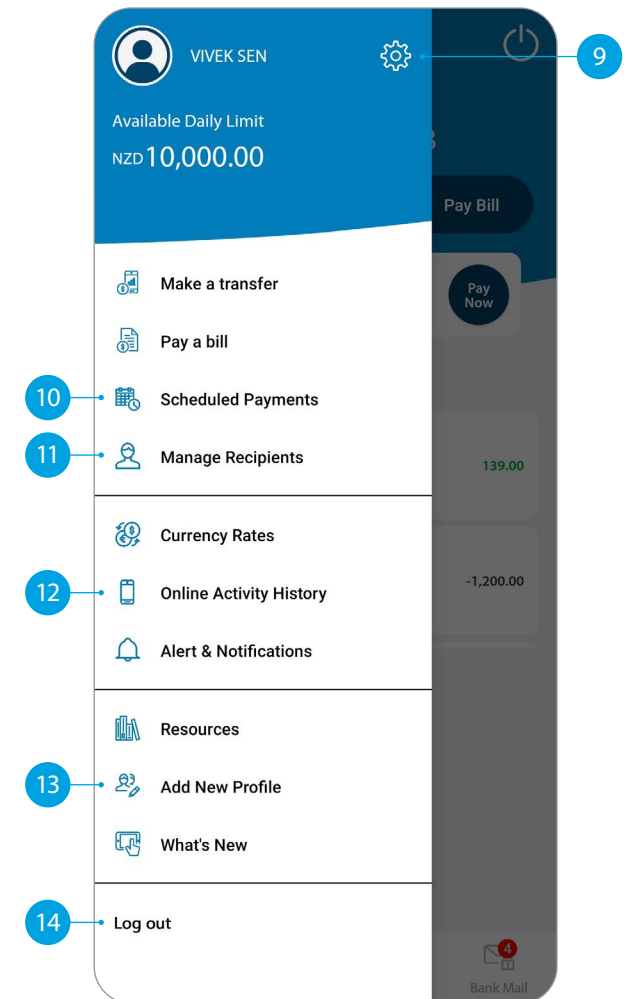 VIVEK SEN
9
Available Daily Limit
NZD 10,000.00
Pay Bill
Make a transfer
Pay
Now
Pay a bill
10
Scheduled Payments
11
Manage Recipients
139.00
Currency Rates
12
Online Activity History
-1,200.00
Alert & Notifications
Resources
13
Add New Profile
What's New
14
Log out
4
Bank Mail